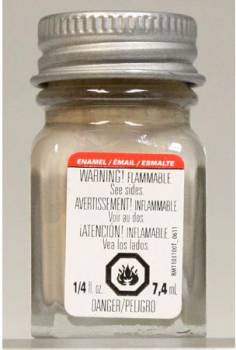 ENAMEL / ÉMAIL / ESMALTE
WARNING! FLAMMABLE.
See sides.
AVERTISSEMENT! INFLAMMABLE
Voir au dos.
¡ATENCIÓN! INFLAMABLE.
Vea los lados.
1/4 fl. oz. 7,4 mL
DANGER/PELIGRO